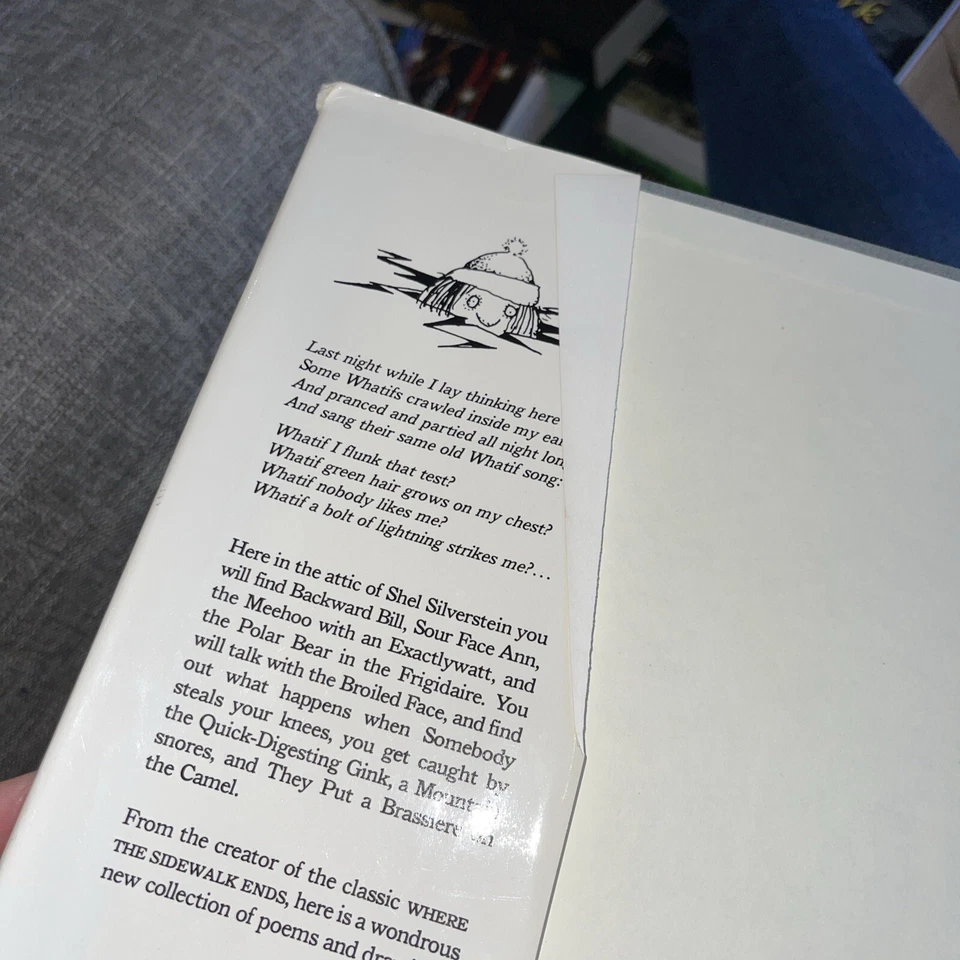 rk
Last night while I lay thinking here
Some Whatifs crawled inside my ea
And pranced and partied all night lon
And sang their same old Whatif song:
Whatif I flunk that test?
Whatif green hair grows on my chest?
Whatif nobody likes me?
Whatif a bolt of lightning strikes me?...
Here in the attic of Shel Silverstein you
will find Backward Bill, Sour Face Ann,
the Meehoo with an Exactlywatt, and
the Polar Bear in the Frigidaire. You
will talk with the Broiled Face, and find
out what happens when Somebody
steals your knees, you get caught by
the Quick-Digesting Gink, a Mountain
snores, and They Put a Brassiere on
the Camel.
From the creator of the classic WHERE
THE SIDEWALK ENDS, here is a wondrous
new collection of poems and dra